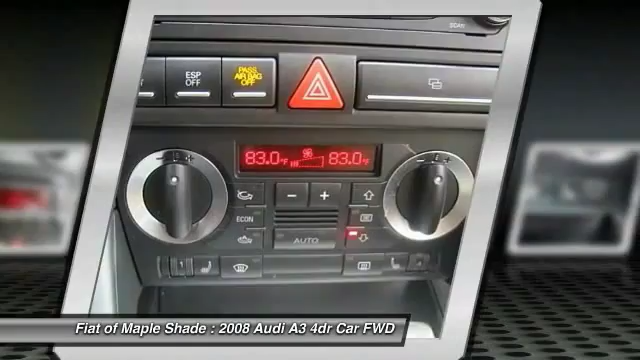 SCAN
ESP
OFF
PASS
AIR BAG
OFF
83.0°F
83.0°F
ECON
AUTO
Fiat of Maple Shade : 2008 Audi A3 4dr Car FWD